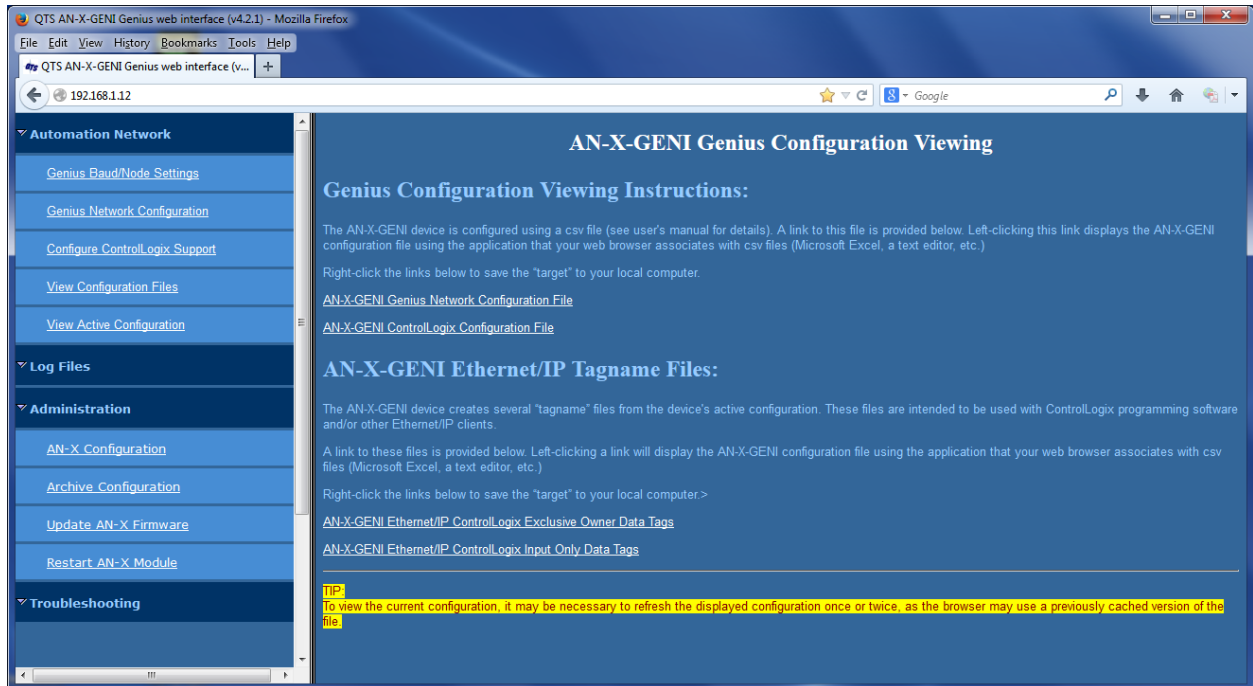 QTS AN-X-GENI Genius web interface (v4.2.1) - Mozilla Firefox
File Edit View History Bookmarks Tools Help
QTS AN-X-GENI Genius web interface (v... +
192.168.1.12
Google
Automation Network
Genius Baud/Node Settings
Genius Network Configuration
Configure ControlLogix Support
View Configuration Files
View Active Configuration
Log Files
Administration
AN-X Configuration
Archive Configuration
Update AN-X Firmware
Restart AN-X Module
Troubleshooting
AN-X-GENI Genius Configuration Viewing
Genius Configuration Viewing Instructions:
The AN-X-GENI device is configured using a csv file (see user's manual for details). A link to this file is provided below. Left-clicking this link displays the AN-X-GENI
configuration file using the application that your web browser associates with csv files (Microsoft Excel, a text editor, etc.)
Right-click the links below to save the "target" to your local computer.
AN-X-GENI Genius Network Configuration File
AN-X-GENI ControlLogix Configuration File
AN-X-GENI Ethernet/IP Tagname Files:
The AN-X-GENI device creates several "tagname" files from the device's active configuration. These files are intended to be used with ControlLogix programming software
and/or other Ethernet/IP clients.
A link to these files is provided below. Left-clicking a link will display the AN-X-GENI configuration file using the application that your web browser associates with csv
files (Microsoft Excel, a text editor, etc.)
Right-click the links below to save the "target" to your local computer.>
AN-X-GENI Ethernet/IP ControlLogix Exclusive Owner Data Tags
AN-X-GENI Ethernet/IP ControlLogix Input Only Data Tags
TIP:
To view the current configuration, it may be necessary to refresh the displayed configuration once or twice, as the browser may use a previously cached version of the
file.